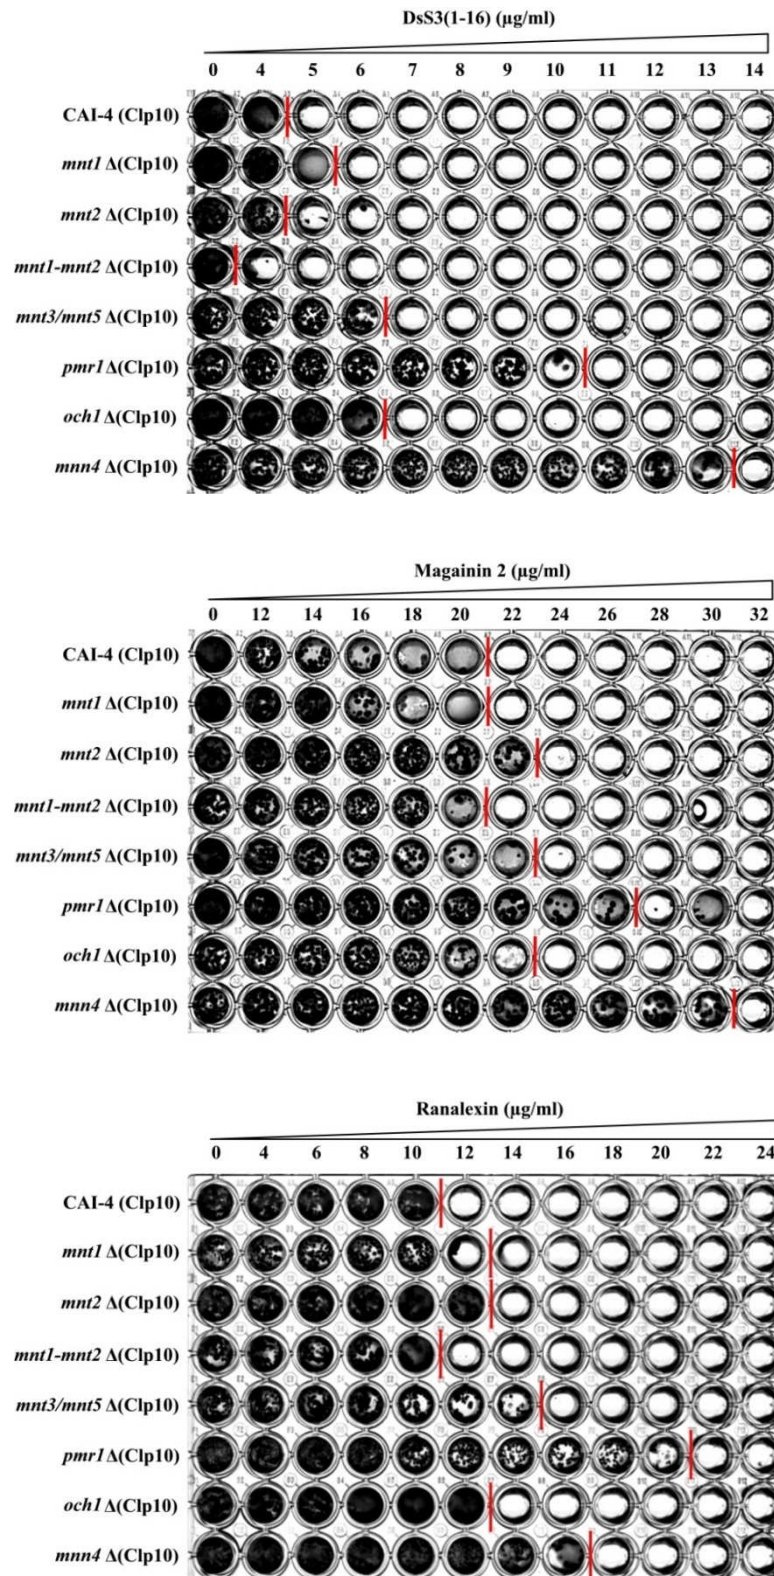 DsS3(1-16) (µg/ml)
0 4 5 6 7 8 9 10 11 12 13 14
CAI-4 (Clp10)
mnt1 Δ(Clp10)
mnt2 Δ(Clp10)
mnt1-mnt2 Δ(Clp10)
mnt3/mnt5 Δ(Clp10)
pmr1 Δ(Clp10)
och1 Δ(Clp10)
mnn4 Δ(Clp10)
Magainin 2 (µg/ml)
0 12 14 16 18 20 22 24 26 28 30 32
CAI-4 (Clp10)
mnt1 Δ(Clp10)
mnt2 Δ(Clp10)
mnt1-mnt2 Δ(Clp10)
mnt3/mnt5 Δ(Clp10)
pmr1 Δ(Clp10)
och1 Δ(Clp10)
mnn4 Δ(Clp10)
Ranalexin (µg/ml)
0 4 6 8 10 12 14 16 18 20 22 24
CAI-4 (Clp10)
mnt1 Δ(Clp10)
mnt2 Δ(Clp10)
mnt1-mnt2 Δ(Clp10)
mnt3/mnt5 Δ(Clp10)
pmr1 Δ(Clp10)
och1 Δ(Clp10)
mnn4 Δ(Clp10)